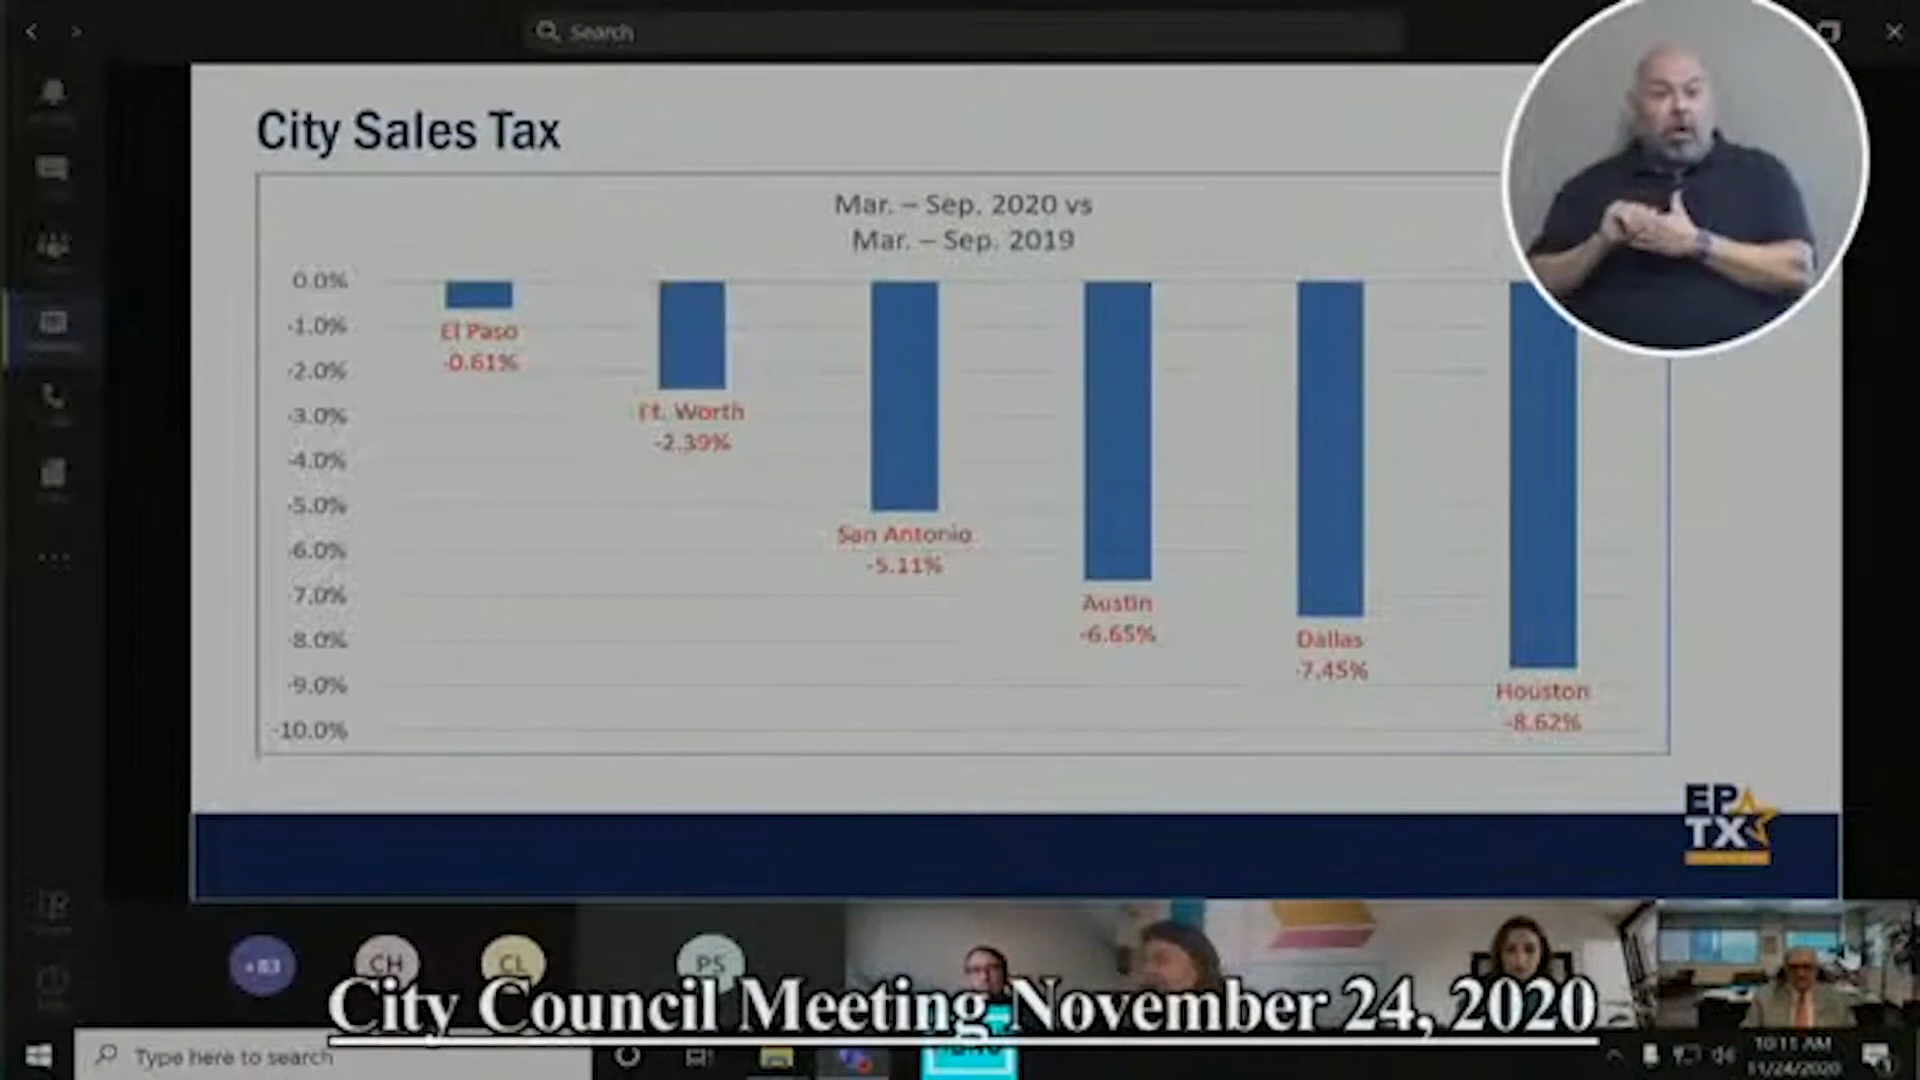 Search
City Sales Tax
Mar. – Sep. 2020 vs
Mar. – Sep. 2019
0.0%
-1.0%
-2.0%
-3.0%
-4.0%
-5.0%
-6.0%
-7.0%
-8.0%
-9.0%
-10.0%
El Paso
-0.61%
Ft. Worth
-2.39%
San Antonio
-5.11%
Austin
-6.65%
Dallas
-7.45%
Houston
-8.62%
EP
TX
+83
CH
CL
PS
City Council Meeting November 24, 2020
Type here to search
10:11 AM
11/24/2020